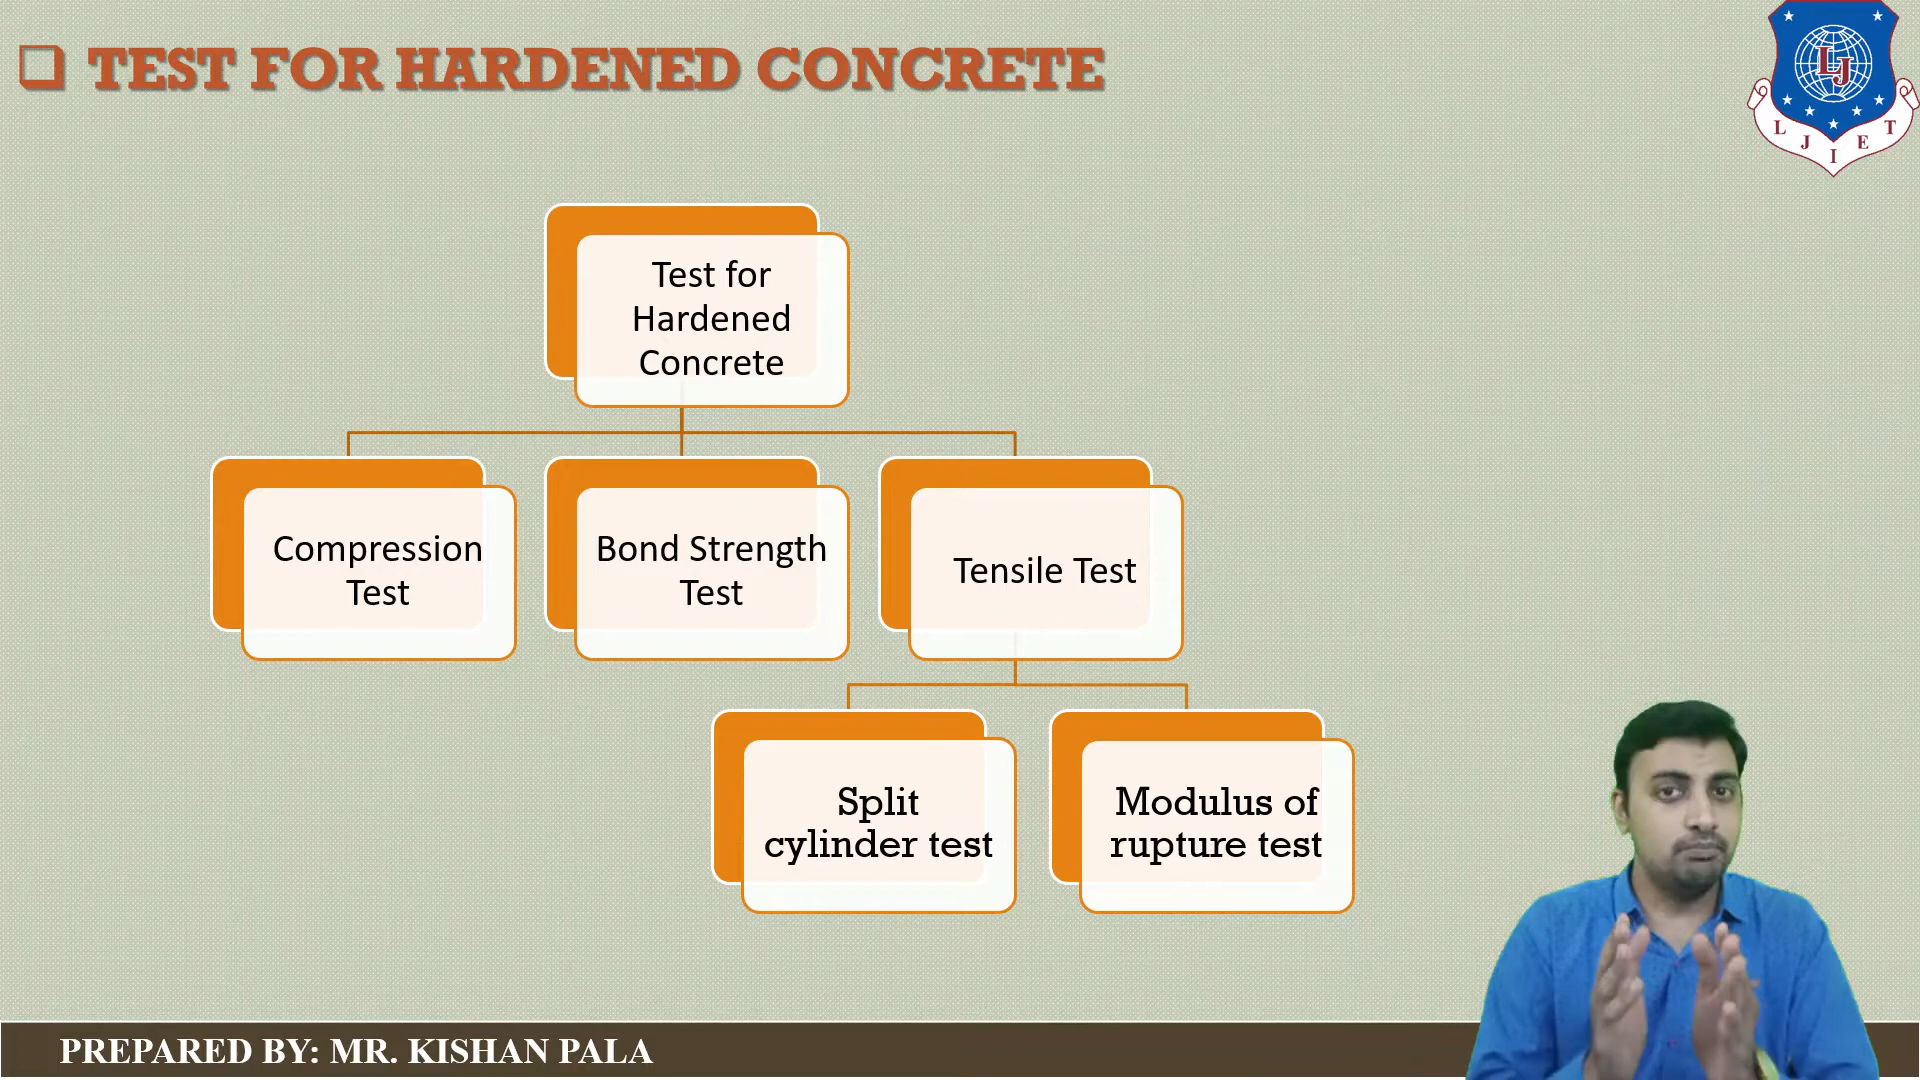 TEST FOR HARDENED CONCRETE
LJ
L J I E T
Test for
Hardened
Concrete
Compression
Test
Bond Strength
Test
Tensile Test
Split
cylinder test
Modulus of
rupture test
PREPARED BY: MR. KISHAN PALA